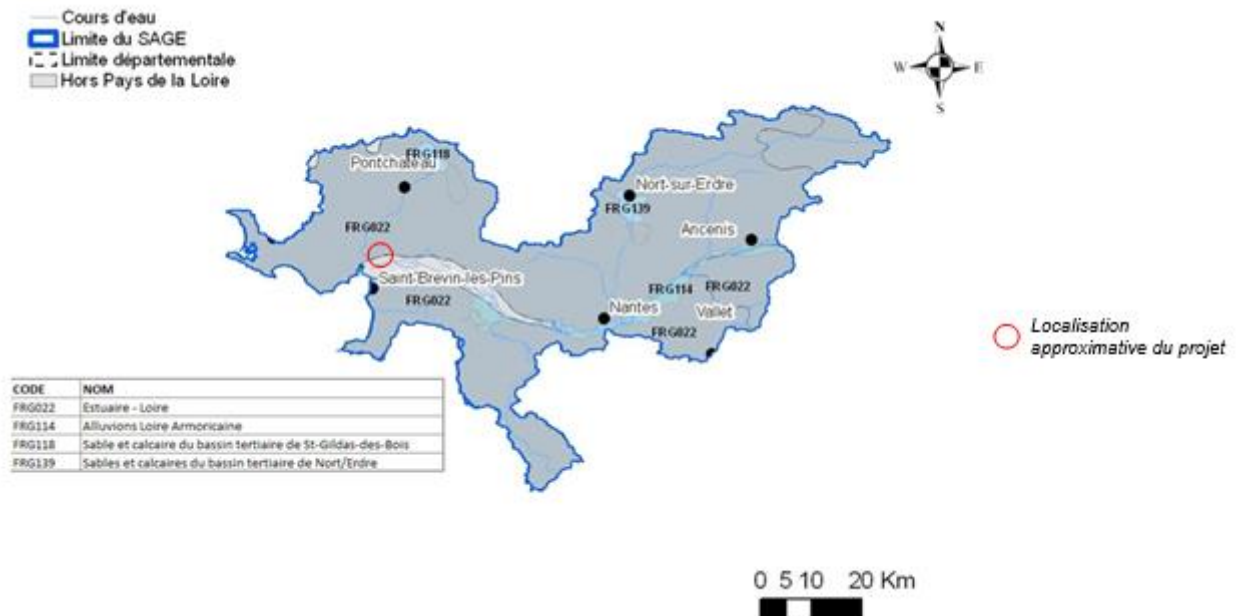 Cours d'eau
Limite du SAGE
Limite départementale
Hors Pays de la Loire
N
W
E
S
FRG118
Pontchateau
Nort-sur-Erdre
FRG139
FRG022
Ancenis
Saint-Brevin-les-Pins
FRG022
FRG114
FRG022
Nantes
Vallet
FRG022
Localisation
approximative du projet
CODE NOM
FRG022 Estuaire - Loire
FRG114 Alluvions Loire Armoricaine
FRG118 Sable et calcaire du bassin tertiaire de St-Gildas-des-Bois
FRG139 Sables et calcaires du bassin tertiaire de Nort/Erdre
0 5 10 20 Km